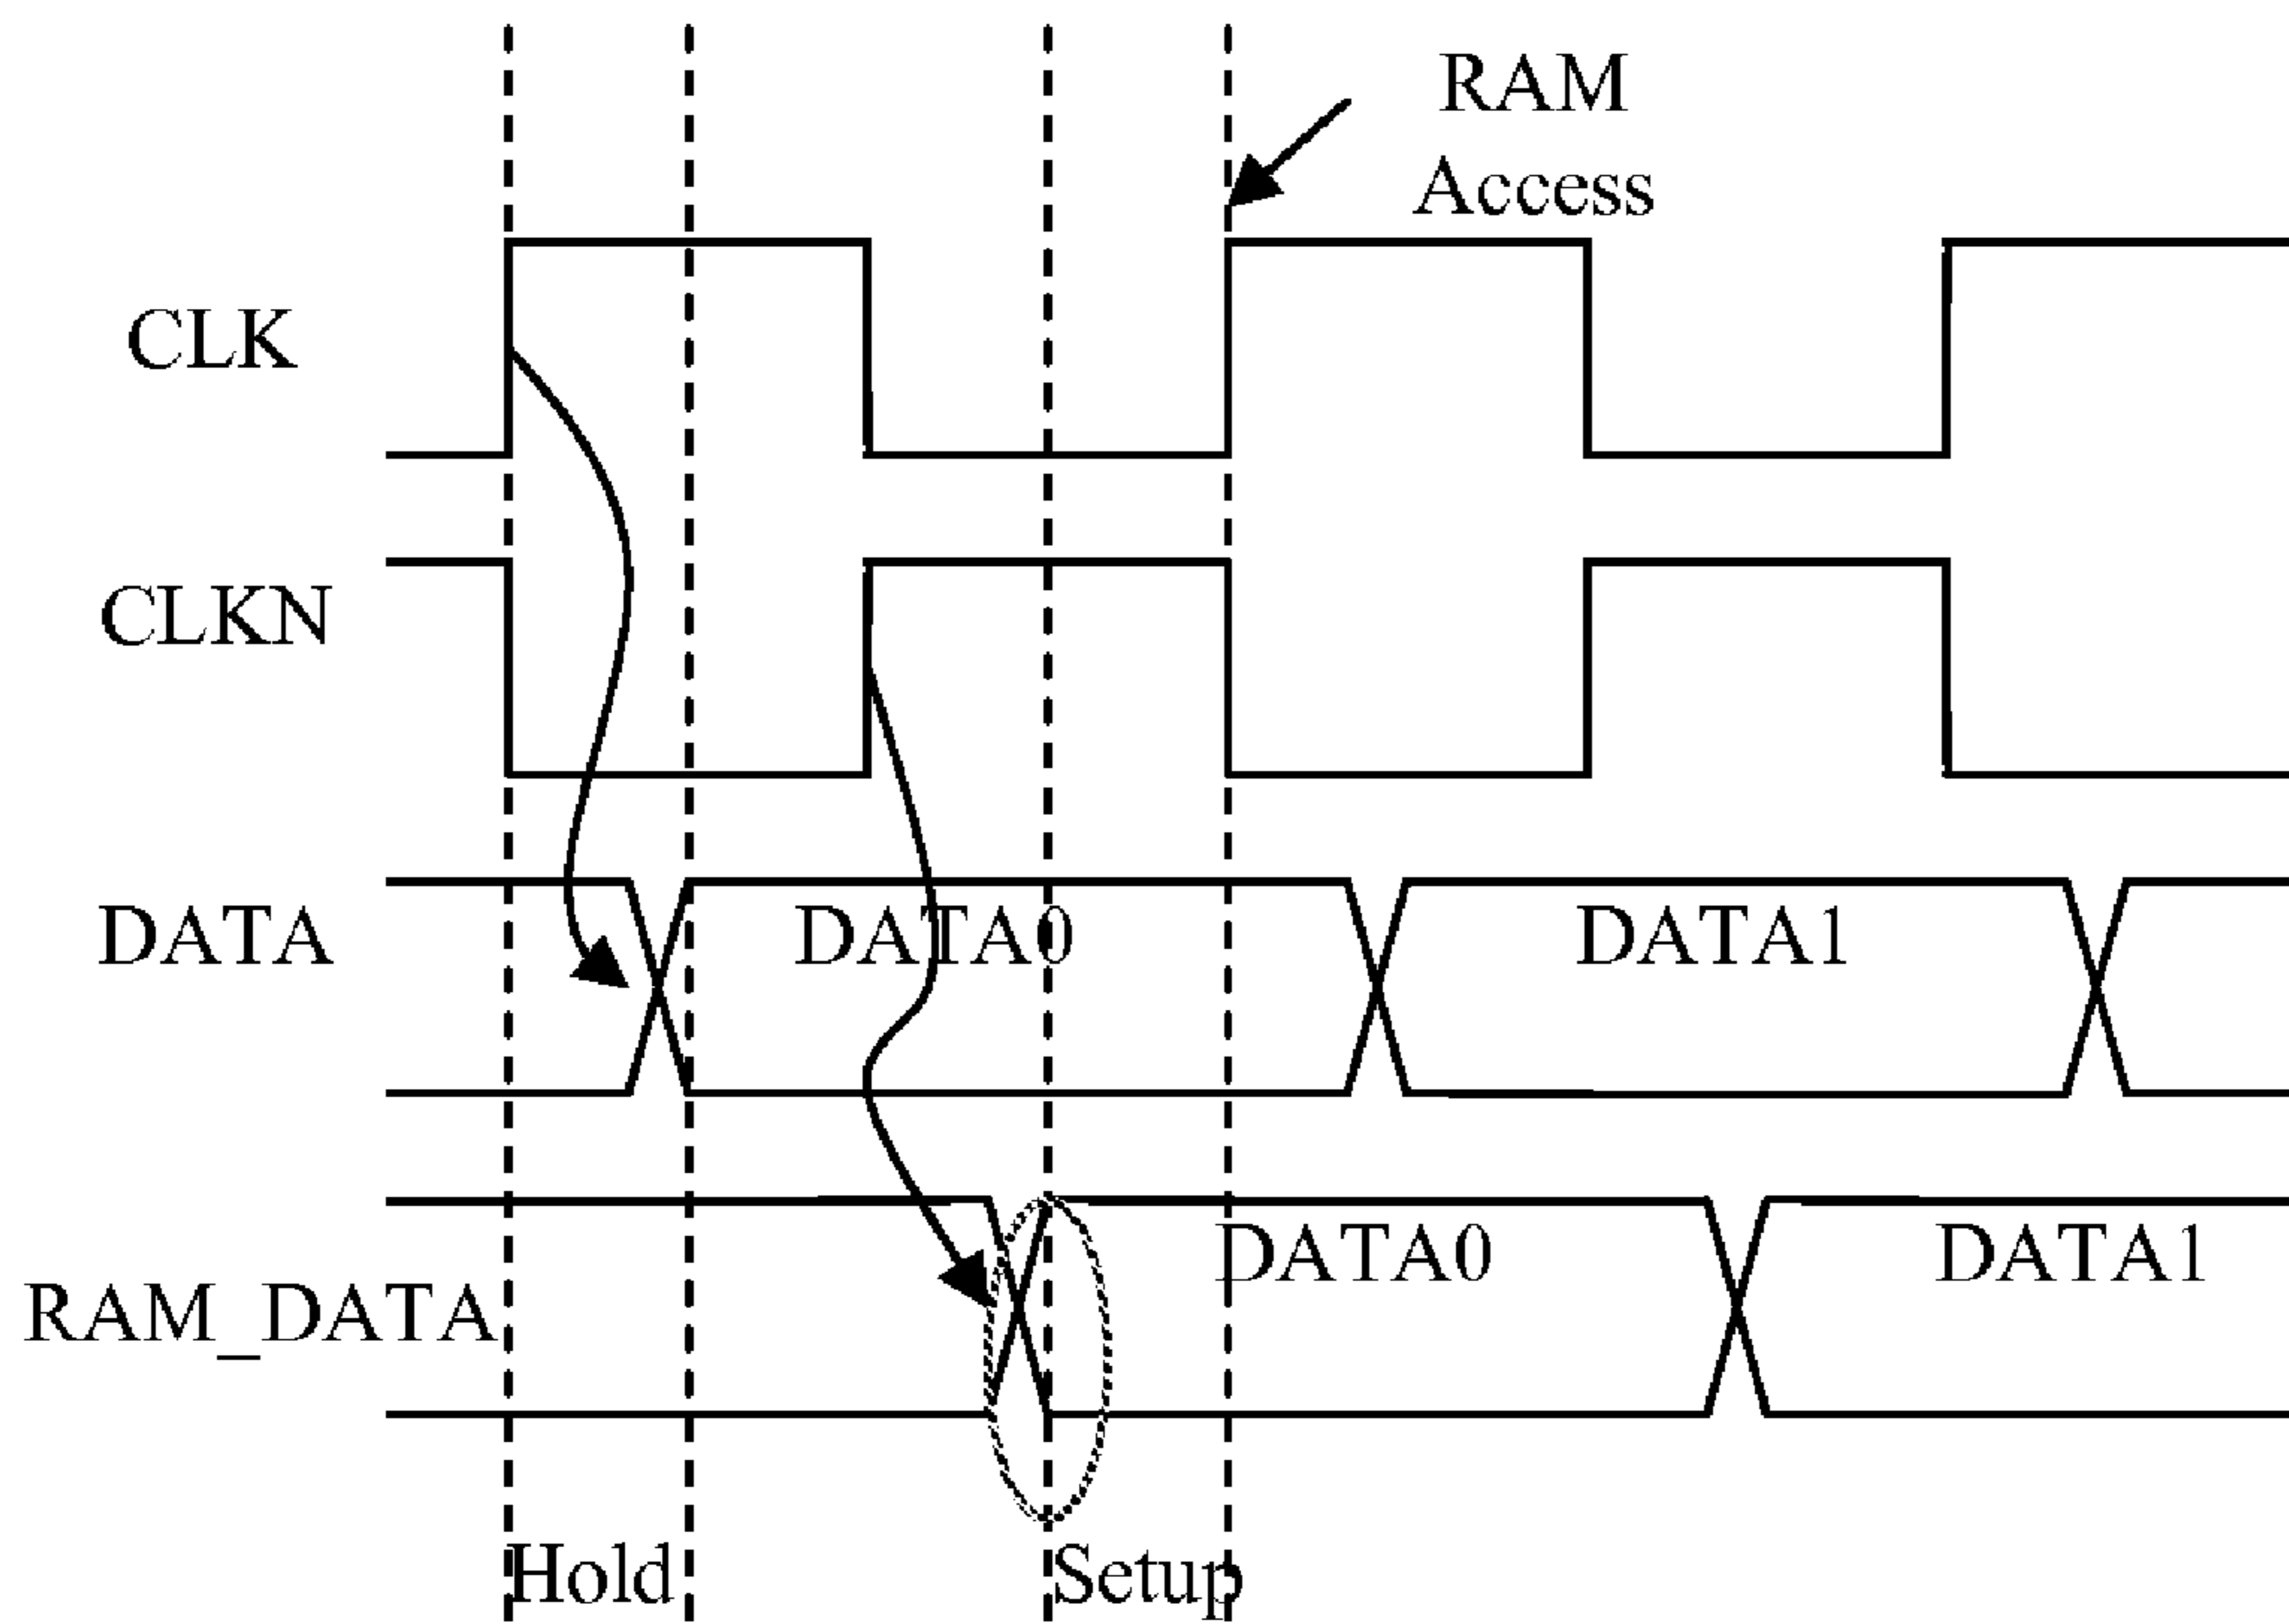 RAM
Access
CLK
CLKN
DATA
DATA0
DATA1
RAM_DATA
DATA0
DATA1
Hold
Setup